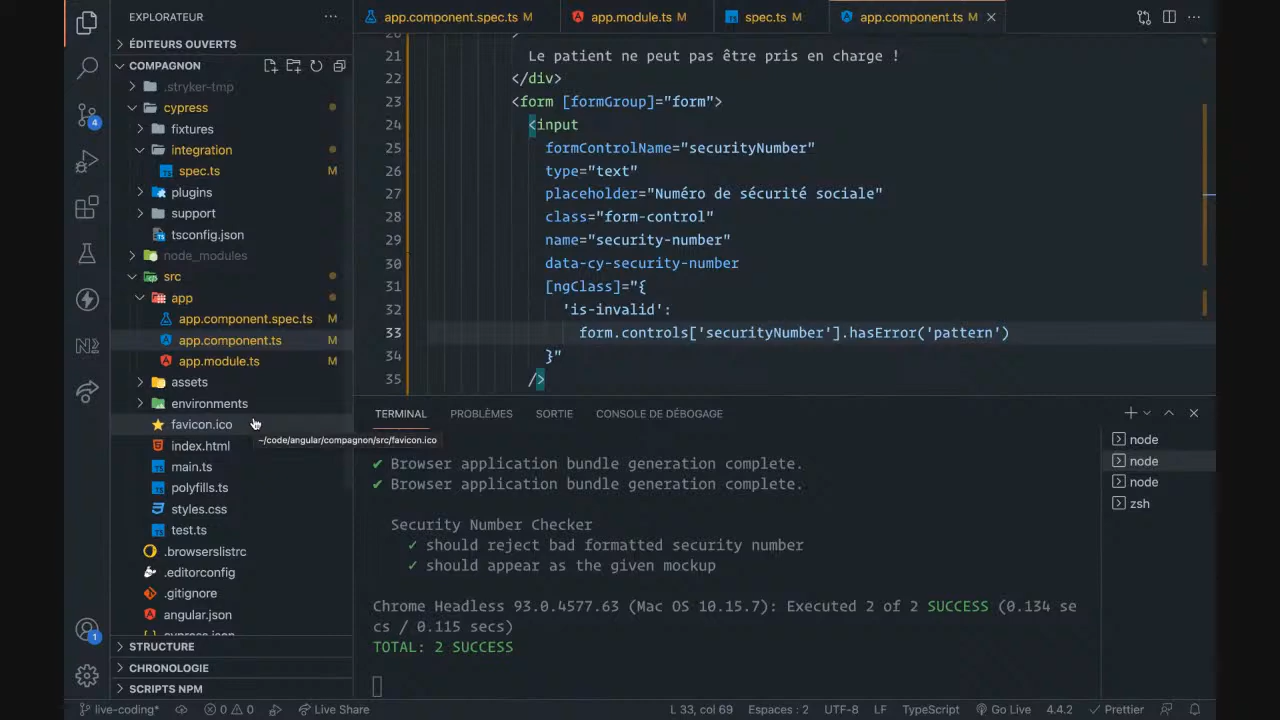 EXPLORATEUR
ÉDITEURS OUVERTS
COMPAGNON
.stryker-tmp
cypress
fixtures
integration
spec.ts M
plugins
support
tsconfig.json
node_modules
src
app
app.component.spec.ts M
app.component.ts M
app.module.ts M
assets
environments
favicon.ico
~/code/angular/compagnon/src/favicon.ico
index.html
main.ts
polyfills.ts
styles.css
test.ts
.browserslistrc
.editorconfig
.gitignore
angular.json
cypress.json
STRUCTURE
CHRONOLOGIE
SCRIPTS NPM
4
1
app.component.spec.ts M
app.module.ts M
spec.ts M
app.component.ts M
20 >
21 Le patient ne peut pas être pris en charge !
22 </div>
23 <form [formGroup]="form">
24 <input
25 formControlName="securityNumber"
26 type="text"
27 placeholder="Numéro de sécurité sociale"
28 class="form-control"
29 name="security-number"
30 data-cy-security-number
31 [ngClass]="{
32 'is-invalid':
33 form.controls['securityNumber'].hasError('pattern')
34 }"
35 />
TERMINAL PROBLÈMES SORTIE CONSOLE DE DÉBOGAGE
✔ Browser application bundle generation complete.
✔ Browser application bundle generation complete.
Security Number Checker
✓ should reject bad formatted security number
✓ should appear as the given mockup
Chrome Headless 93.0.4577.63 (Mac OS 10.15.7): Executed 2 of 2 SUCCESS (0.134 se
cs / 0.115 secs)
TOTAL: 2 SUCCESS
node
node
node
zsh
live-coding* 0 0 Live Share L 33, col 69 Espaces : 2 UTF-8 LF TypeScript Go Live 4.4.2 Prettier